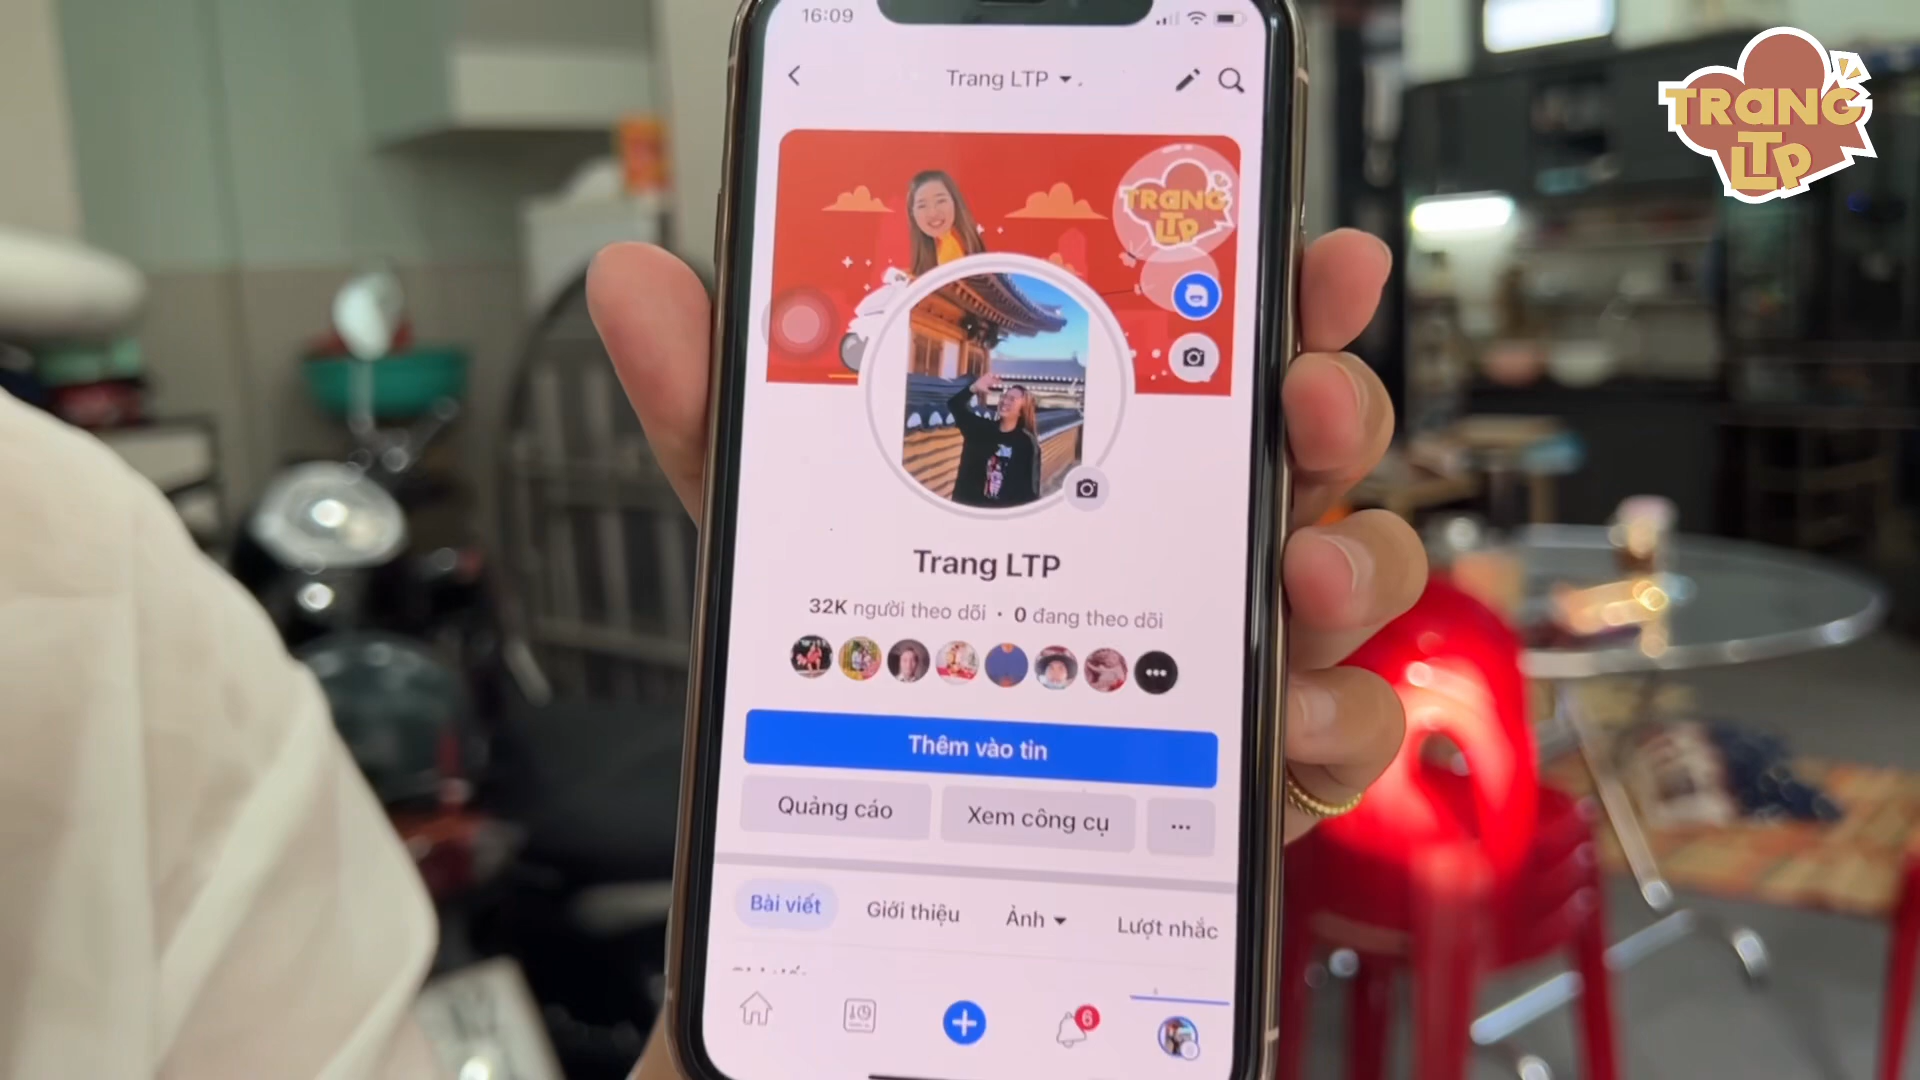 16:09
Trang LTP
TRANG
LTP
TRANG
LTP
Trang LTP
32K người theo dõi · 0 đang theo dõi
Thêm vào tin
Quảng cáo
Xem công cụ
Bài viết
Giới thiệu
Ảnh
Lượt nhắc
6